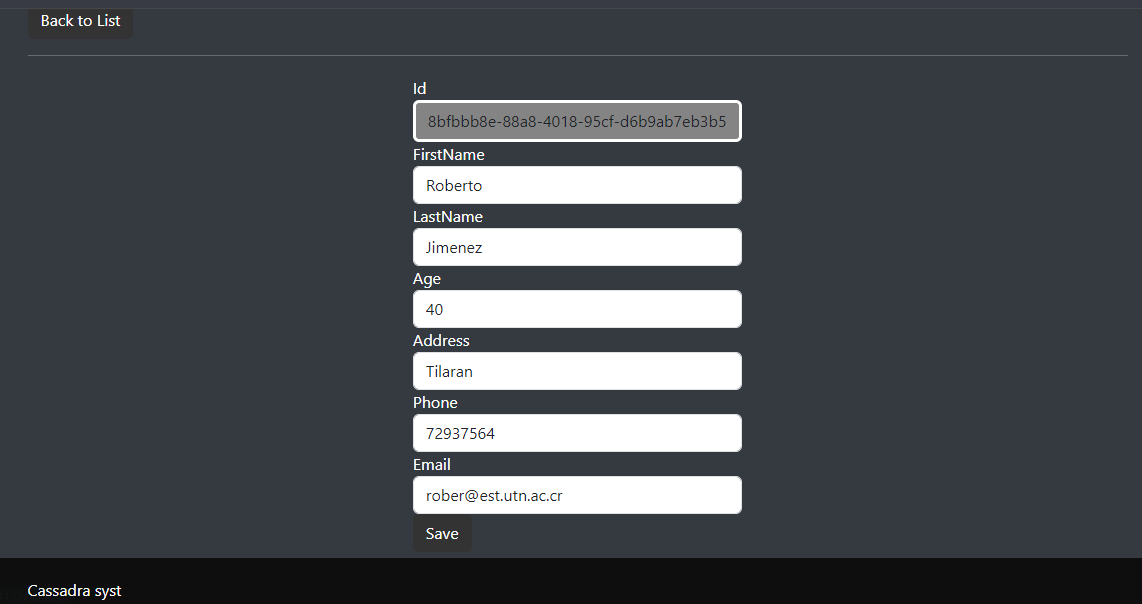 Back to List
Id
8bfbbb8e-88a8-4018-95cf-d6b9ab7eb3b5
FirstName
Roberto
LastName
Jimenez
Age
40
Address
Tilaran
Phone
72937564
Email
rober@est.utn.ac.cr
Save
Cassadra syst